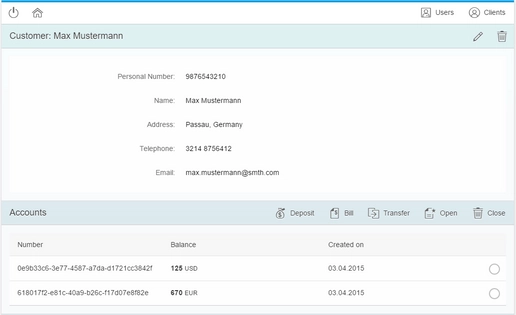 Users Clients
Customer: Max Mustermann
Personal Number: 9876543210
Name: Max Mustermann
Address: Passau, Germany
Telephone: 3214 8756412
Email: max.mustermann@smth.com
Accounts Deposit Bill Transfer Open Close
Number Balance Created on
0e9b33c6-3e77-4587-a7da-d1721cc3842f 125 USD 03.04.2015
618017f2-e81c-40a9-b26c-f17d07e8f82e 670 EUR 03.04.2015